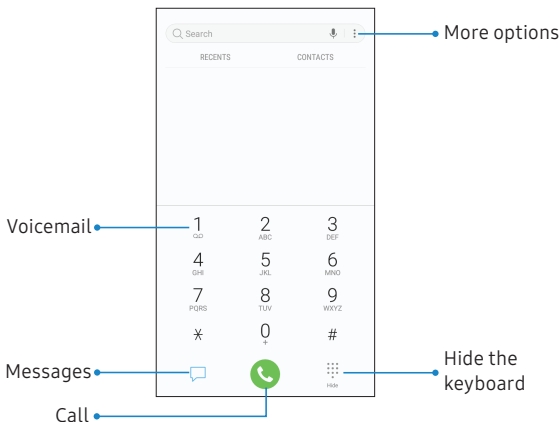 Search
More options
RECENTS CONTACTS
Voicemail
1 2 3
ABC DEF
4 5 6
GHI JKL MNO
7 8 9
PQRS TUV WXYZ
* 0 #
+
Messages
Hide
Hide the
keyboard
Call